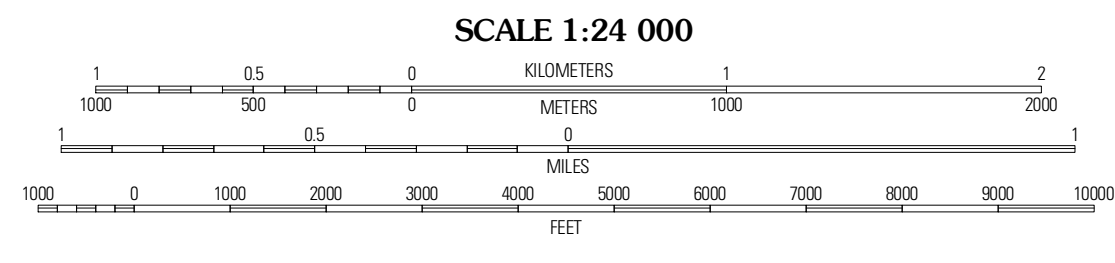 SCALE 1:24 000
1 0.5 0 KILOMETERS 1 2
1000 500 0 METERS 1000 2000
1 0.5 0 1
MILES
1000 0 1000 2000 3000 4000 5000 6000 7000 8000 9000 10000
FEET